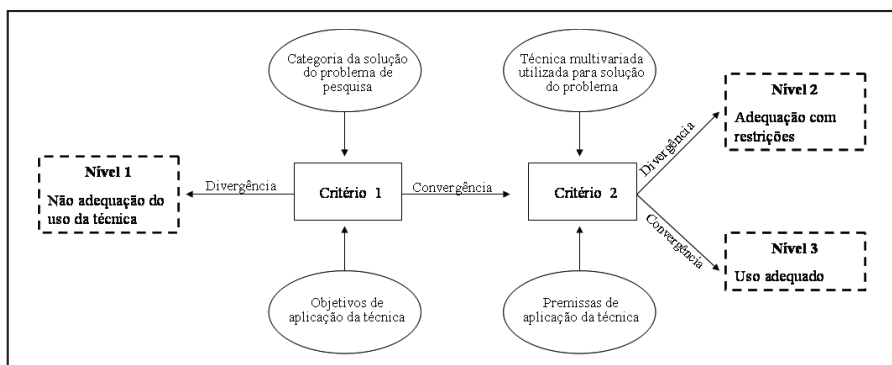 Categoria da solução
do problema de
pesquisa
Técnica multivariada
utilizada para solução
do problema
Nível 2
Adequação com
restrições
Nível 1
Não adequação do
uso da técnica
Divergência
Critério 1
Convergência
Critério 2
Divergência
Convergência
Nível 3
Uso adequado
Objetivos de
aplicação da técnica
Premissas de
aplicação da técnica